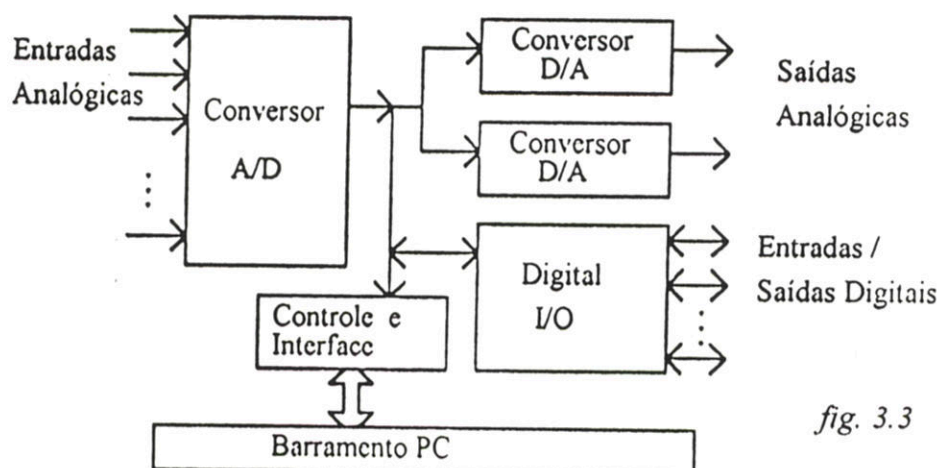 Entradas
Analógicas
Conversor
A/D
Conversor
D/A
Conversor
D/A
Saídas
Analógicas
Digital
I/O
Entradas /
Saídas Digitais
Controle e
Interface
Barramento PC
fig. 3.3